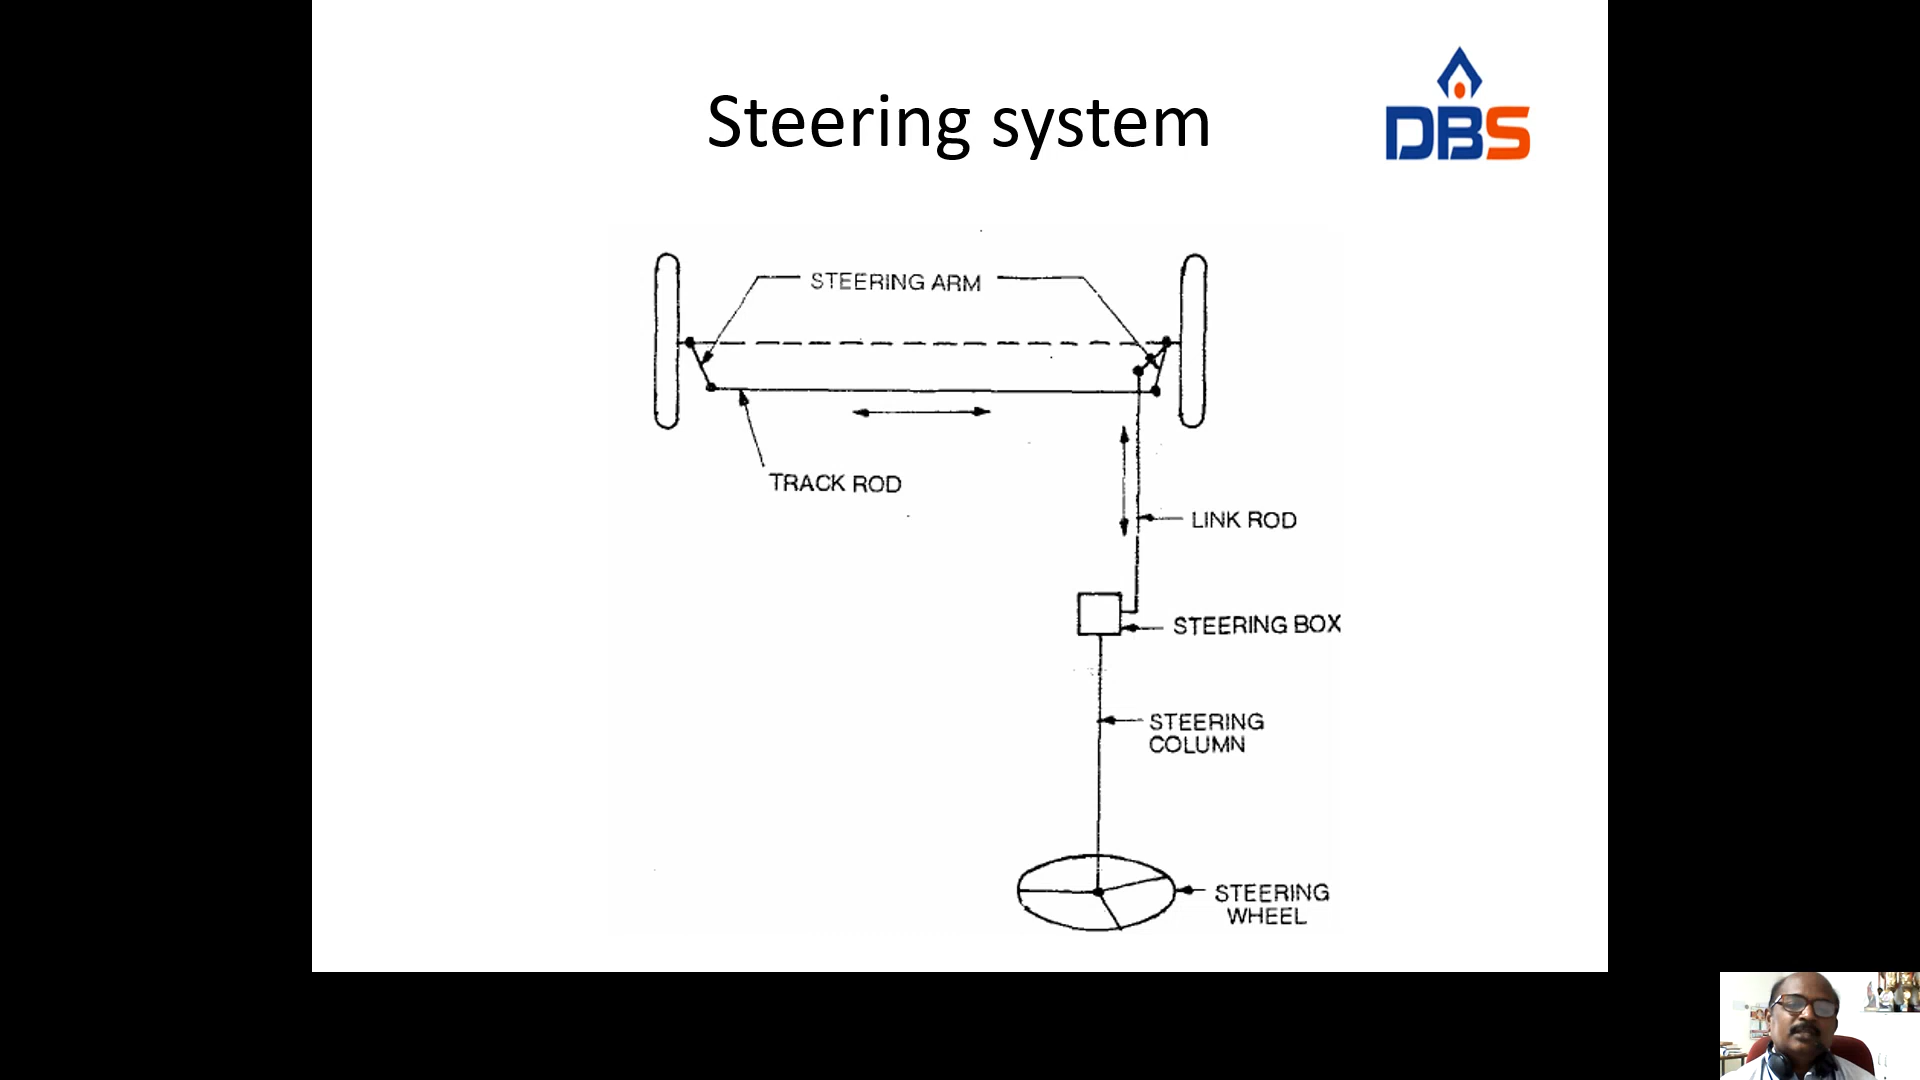 Steering system
DBS
STEERING ARM
TRACK ROD
LINK ROD
STEERING BOX
STEERING
COLUMN
STEERING
WHEEL